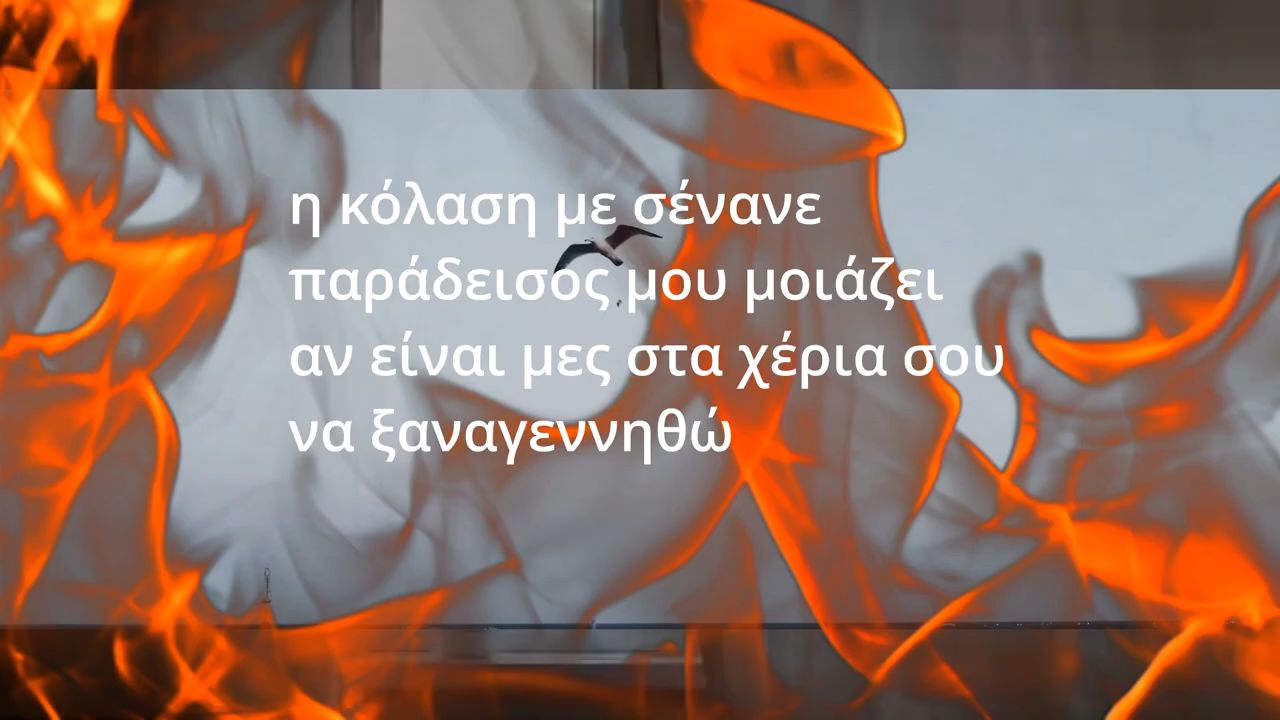 η κόλαση με σένανε
παράδεισος μου μοιάζει
αν είναι μες στα χέρια σου
να ξαναγεννηθώ